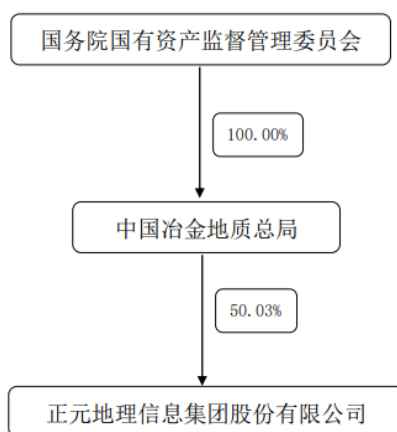 国务院国有资产监督管理委员会
100.00%
中国冶金地质总局
50.03%
正元地理信息集团股份有限公司